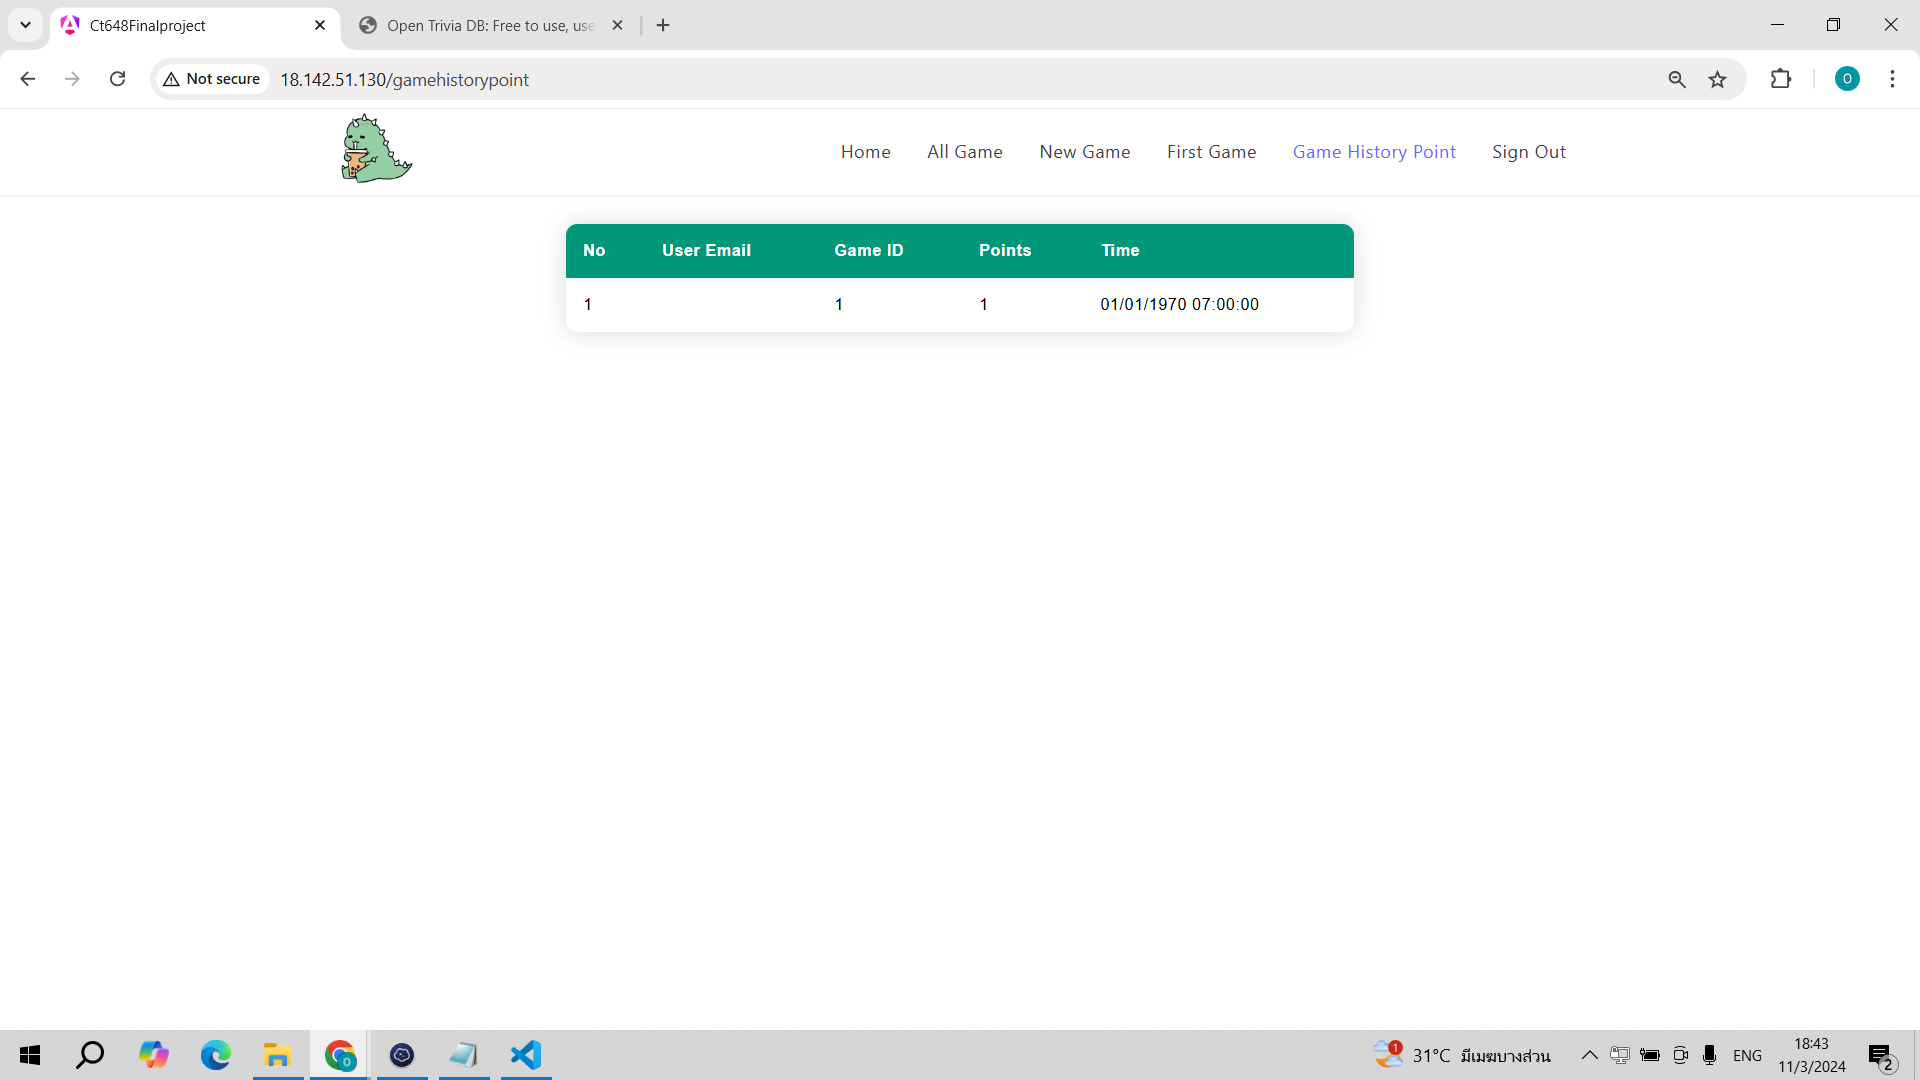 Ct648Finalproject
Open Trivia DB: Free to use, use
Not secure
18.142.51.130/gamehistorypoint
O
Home All Game New Game First Game Game History Point Sign Out
No User Email Game ID Points Time
1 1 1 01/01/1970 07:00:00
O
1
31°C มีเมฆบางส่วน
ENG
18:43
11/3/2024
2